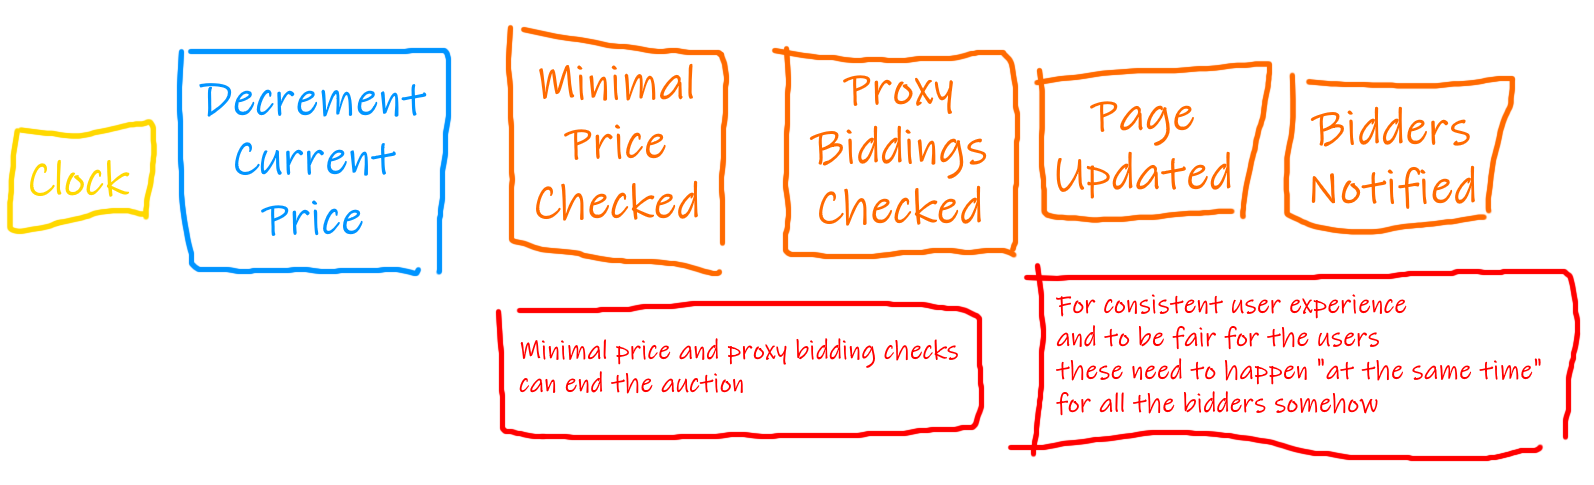 Clock
Decrement
Current
Price
Minimal
Price
Checked
Proxy
Biddings
Checked
Page
Updated
Bidders
Notified
Minimal price and proxy bidding checks
can end the auction
For consistent user experience
and to be fair for the users
these need to happen "at the same time"
for all the bidders somehow